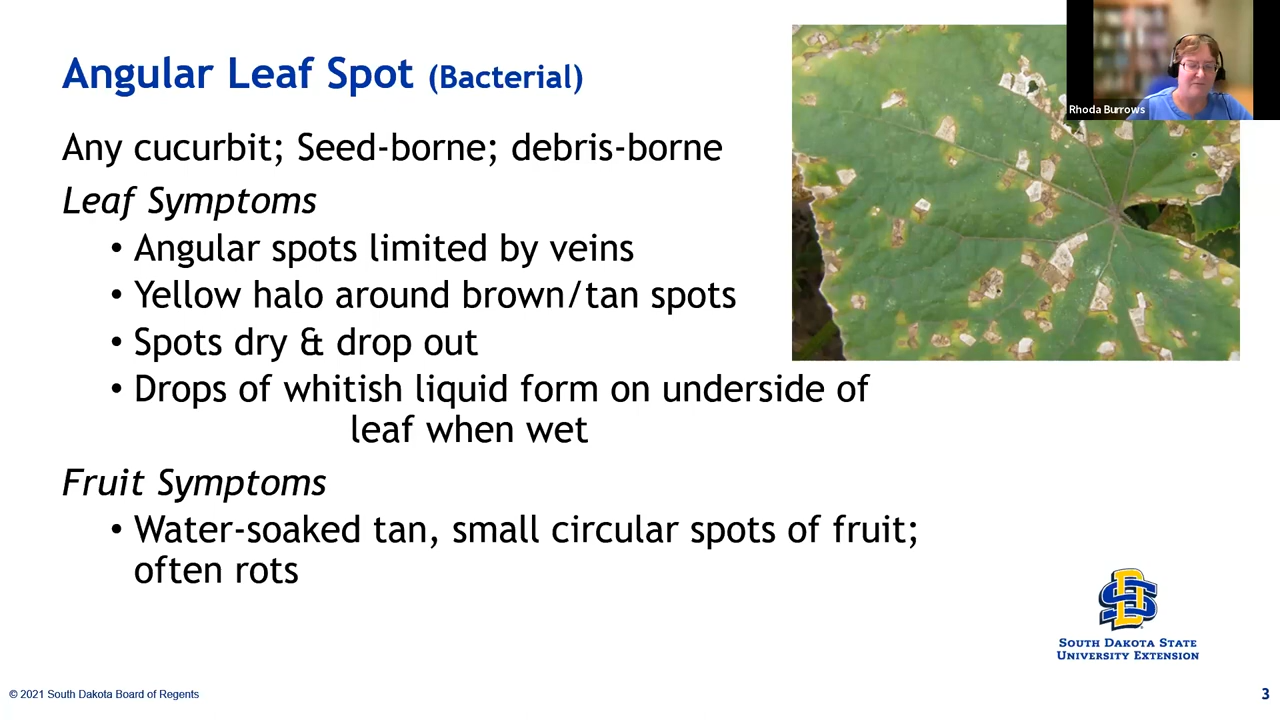 Angular Leaf Spot (Bacterial)
Any cucurbit; Seed-borne; debris-borne
Leaf Symptoms
• Angular spots limited by veins
• Yellow halo around brown/tan spots
• Spots dry & drop out
• Drops of whitish liquid form on underside of
leaf when wet
Fruit Symptoms
• Water-soaked tan, small circular spots of fruit;
often rots
Rhoda Burrows
SD
SOUTH DAKOTA STATE
UNIVERSITY EXTENSION
© 2021 South Dakota Board of Regents
3